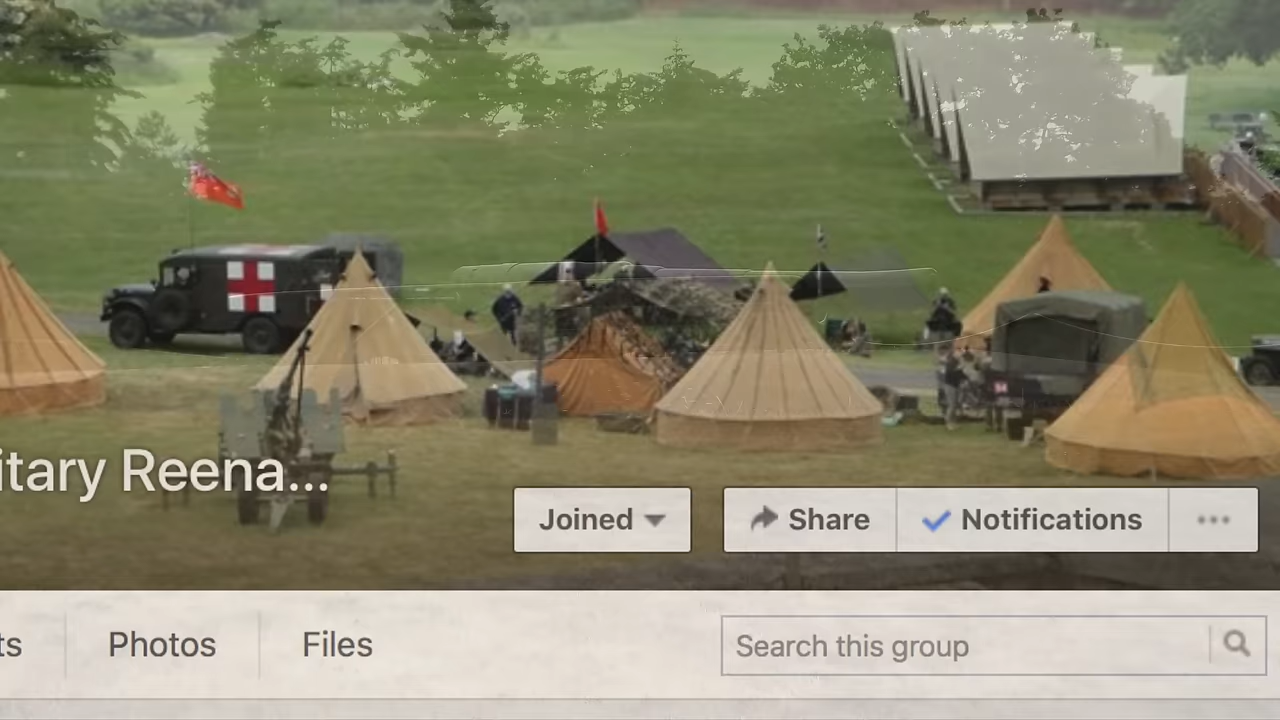 itary Reena...
Joined
Share
Notifications
...
ts
Photos
Files
Search this group